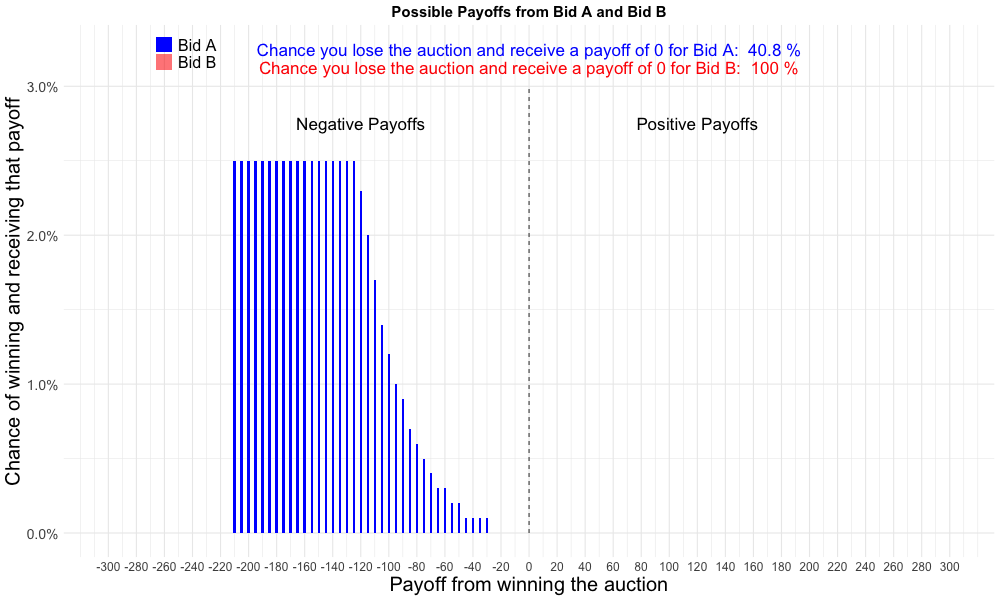 Possible Payoffs from Bid A and Bid B
Bid A
Bid B
Chance you lose the auction and receive a payoff of 0 for Bid A: 40.8 %
Chance you lose the auction and receive a payoff of 0 for Bid B: 100 %
Negative Payoffs
Positive Payoffs
Chance of winning and receiving that payoff
3.0%
2.0%
1.0%
0.0%
-300 -280 -260 -240 -220 -200 -180 -160 -140 -120 -100 -80 -60 -40 -20 0 20 40 60 80 100 120 140 160 180 200 220 240 260 280 300
Payoff from winning the auction